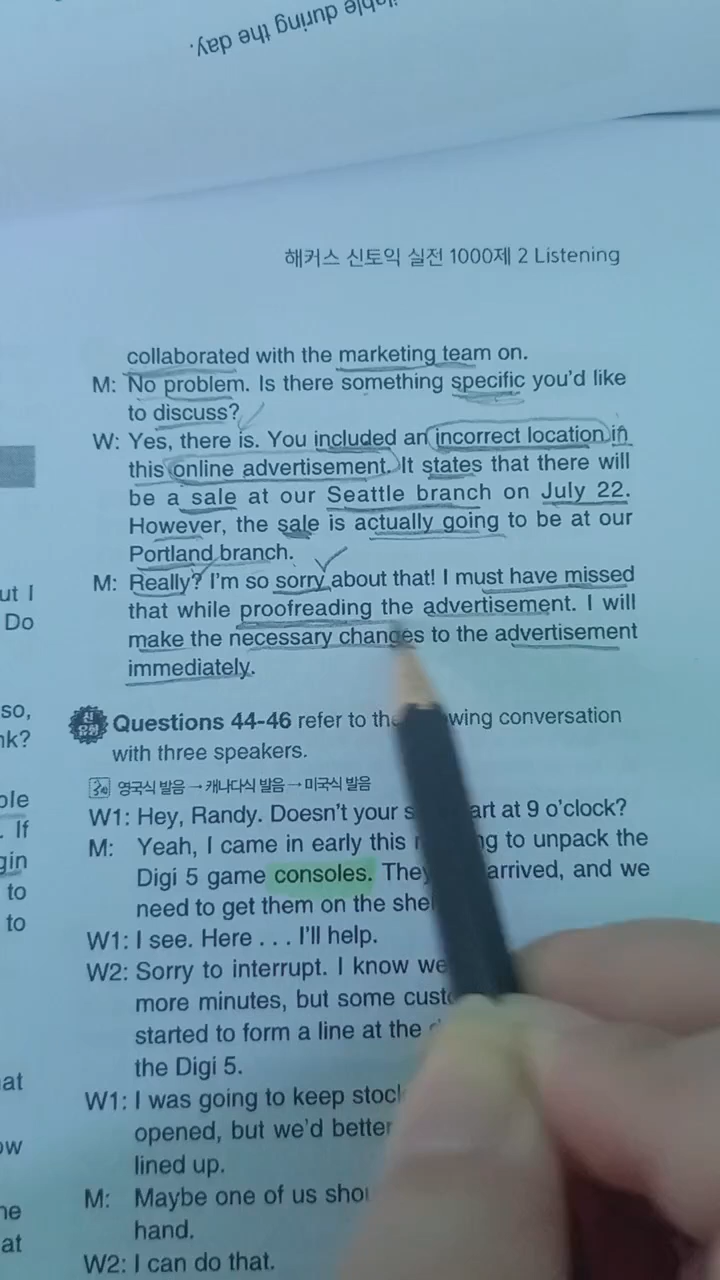 during the day.
해커스 신토익 실전 1000제 2 Listening
collaborated with the marketing team on.
M: No problem. Is there something specific you'd like
to discuss?
W: Yes, there is. You included an incorrect location in
this online advertisement. It states that there will
be a sale at our Seattle branch on July 22.
However, the sale is actually going to be at our
Portland branch.
M: Really? I'm so sorry about that! I must have missed
that while proofreading the advertisement. I will
make the necessary changes to the advertisement
immediately.
Questions 44-46 refer to wing conversation
with three speakers.
영국식 발음 → 캐나다식 발음 → 미국식 발음
W1: Hey, Randy. Doesn't your art at 9 o'clock?
M: Yeah, I came in early this to unpack the
Digi 5 game consoles. arrived, and we
need to get them on the
W1: I see. Here . . . I'll help.
W2: Sorry to interrupt. I know we
more minutes, but some
started to form a line at the
the Digi 5.
W1: I was going to keep
opened, but we'd better
lined up.
M: Maybe one of us
hand.
W2: I can do that.
ut I
Do
so,
nk?
ole
. If
gin
to
to
at
ow
ne
at